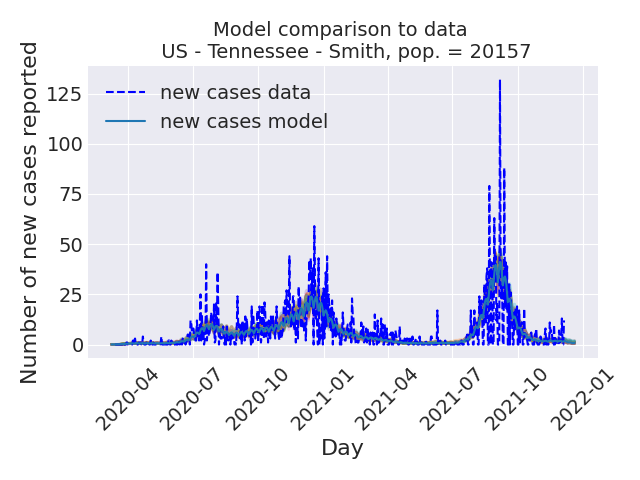 Model comparison to data
US - Tennessee - Smith, pop. = 20157
Number of new cases reported
125
100
75
50
25
0
new cases data
new cases model
2020-04
2020-07
2020-10
2021-01
2021-04
2021-07
2021-10
2022-01
Day